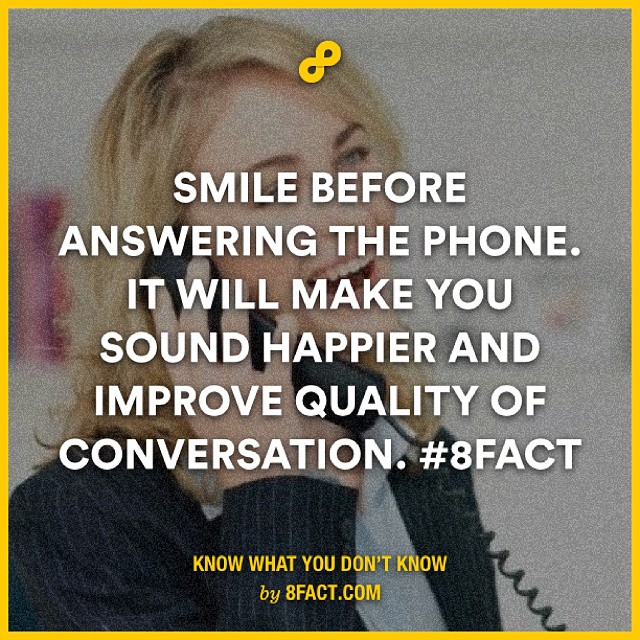 SMILE BEFORE
ANSWERING THE PHONE.
IT WILL MAKE YOU
SOUND HAPPIER AND
IMPROVE QUALITY OF
CONVERSATION. #8FACT
KNOW WHAT YOU DON'T KNOW
by 8FACT.COM